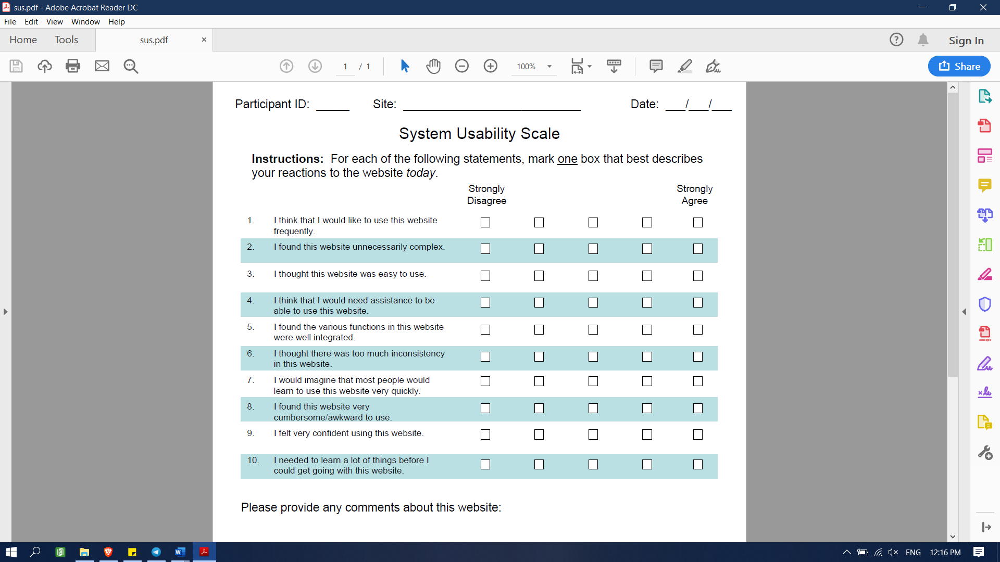 sus.pdf - Adobe Acrobat Reader DC
File Edit View Window Help
Home Tools sus.pdf × Sign In
1 / 1 100% Share
Participant ID: _____ Site: ___________________________ Date: ___/___/___
System Usability Scale
Instructions: For each of the following statements, mark one box that best describes
your reactions to the website today.
Strongly Strongly
Disagree Agree
1. I think that I would like to use this website
frequently.
2. I found this website unnecessarily complex.
3. I thought this website was easy to use.
4. I think that I would need assistance to be
able to use this website.
5. I found the various functions in this website
were well integrated.
6. I thought there was too much inconsistency
in this website.
7. I would imagine that most people would
learn to use this website very quickly.
8. I found this website very
cumbersome/awkward to use.
9. I felt very confident using this website.
10. I needed to learn a lot of things before I
could get going with this website.
Please provide any comments about this website:
ENG 12:16 PM